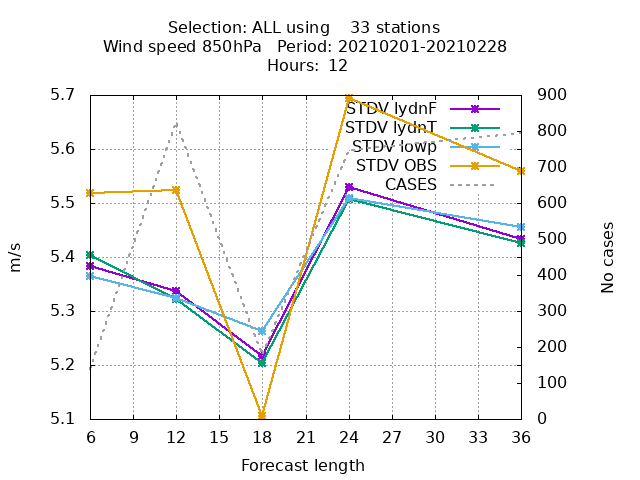 Selection: ALL using    33 stations
Wind speed 850hPa   Period: 20210201-20210228
Hours:  12
5.7
5.6
5.5
5.4
5.3
5.2
5.1
m/s
900
800
700
600
500
400
300
200
100
0
No cases
STDV lydnF
STDV lydnT
STDV lowp
STDV OBS
CASES
6 9 12 15 18 21 24 27 30 33 36
Forecast length